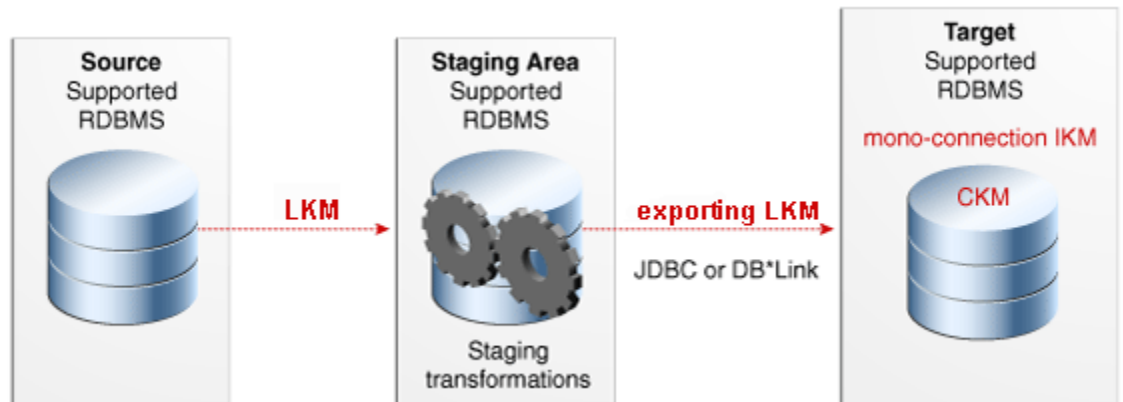 Source
Supported
RDBMS
LKM
Staging Area
Supported
RDBMS
Staging
transformations
exporting LKM
JDBC or DB*Link
Target
Supported
RDBMS
mono-connection IKM
CKM